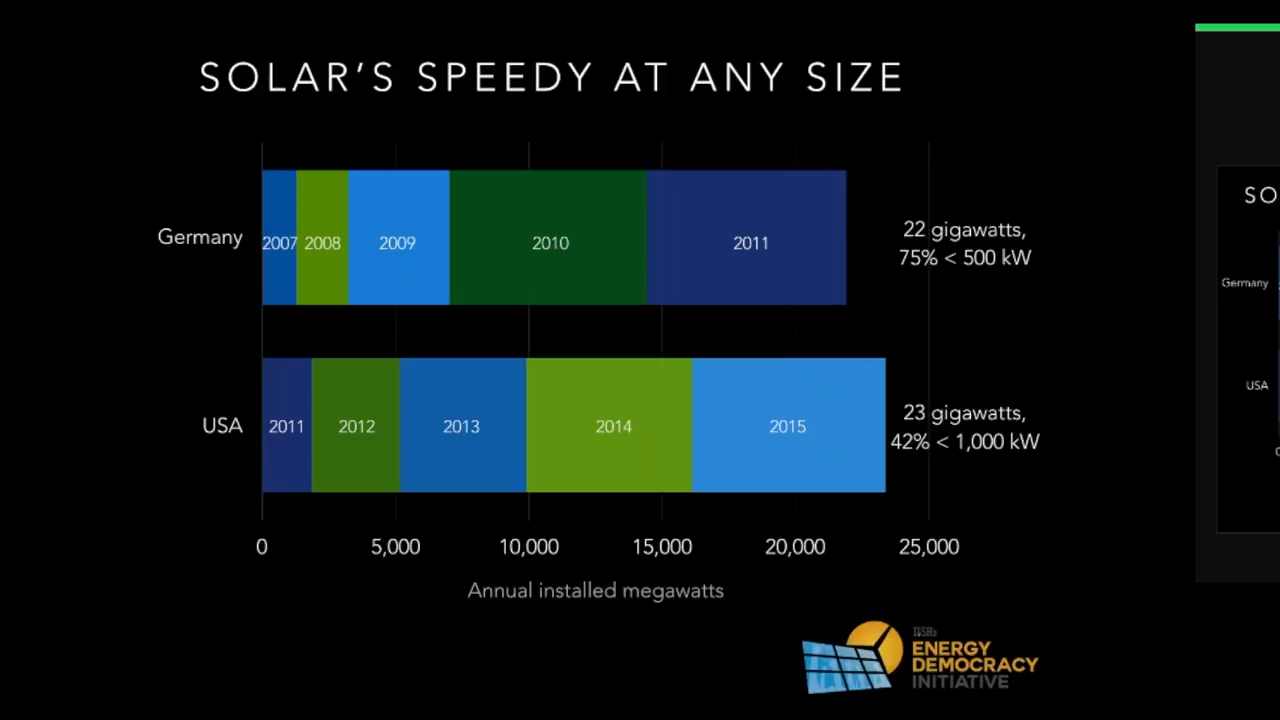 SOLAR'S SPEEDY AT ANY SIZE
Germany
2007
2008
2009
2010
2011
22 gigawatts,
75% < 500 kW
USA
2011
2012
2013
2014
2015
23 gigawatts,
42% < 1,000 kW
0
5,000
10,000
15,000
20,000
25,000
Annual installed megawatts
ILSR's
ENERGY
DEMOCRACY
INITIATIVE
SO
Germany
USA